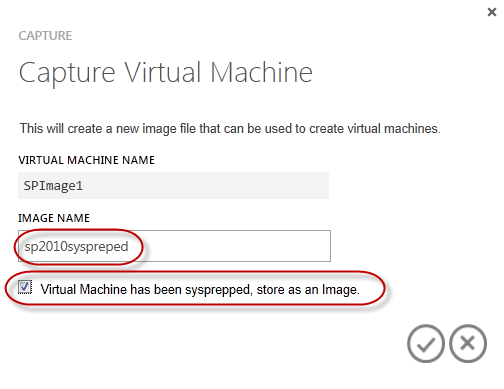 CAPTURE
Capture Virtual Machine
This will create a new image file that can be used to create virtual machines.
VIRTUAL MACHINE NAME
SPImage1
IMAGE NAME
sp2010syspreped
Virtual Machine has been sysprepped, store as an Image.